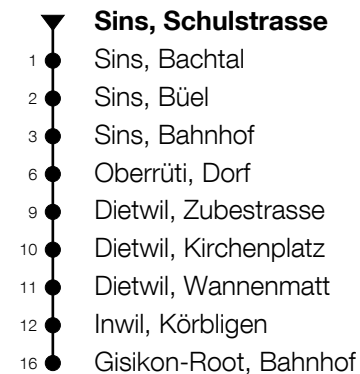 Sins, Schulstrasse
1 Sins, Bachtal
2 Sins, Büel
3 Sins, Bahnhof
6 Oberrüti, Dorf
9 Dietwil, Zubestrasse
10 Dietwil, Kirchenplatz
11 Dietwil, Wannenmatt
12 Inwil, Körbligen
16 Gisikon-Root, Bahnhof